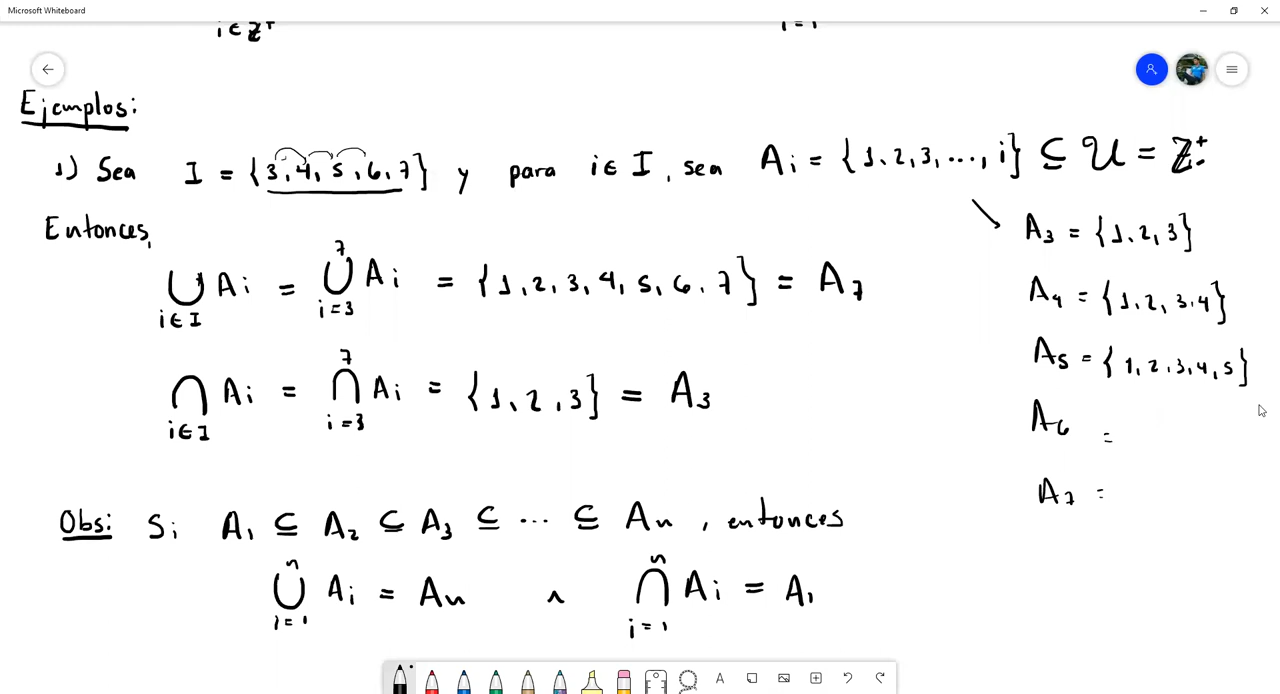 Microsoft Whiteboard
i ∈ ℤ⁺ i = 1
Ejemplos:
1) Sea I = {3, 4, 5, 6, 7} y para i ∈ I, sea Ai = {1, 2, 3, ..., i} ⊆ 𝒰 = ℤ⁺.
Entonces,
A₃ = {1, 2, 3}
⋃_{i∈I} Ai = ⋃_{i=3}^{7} Ai = {1, 2, 3, 4, 5, 6, 7} = A₇
A₄ = {1, 2, 3, 4}
A₅ = {1, 2, 3, 4, 5}
⋂_{i∈I} Ai = ⋂_{i=3}^{7} Ai = {1, 2, 3} = A₃
A₆ =
A₇ =
Obs: Si A₁ ⊆ A₂ ⊆ A₃ ⊆ ... ⊆ An, entonces
⋃_{i=1}^{n} Ai = An ∧ ⋂_{i=1}^{n} Ai = A₁